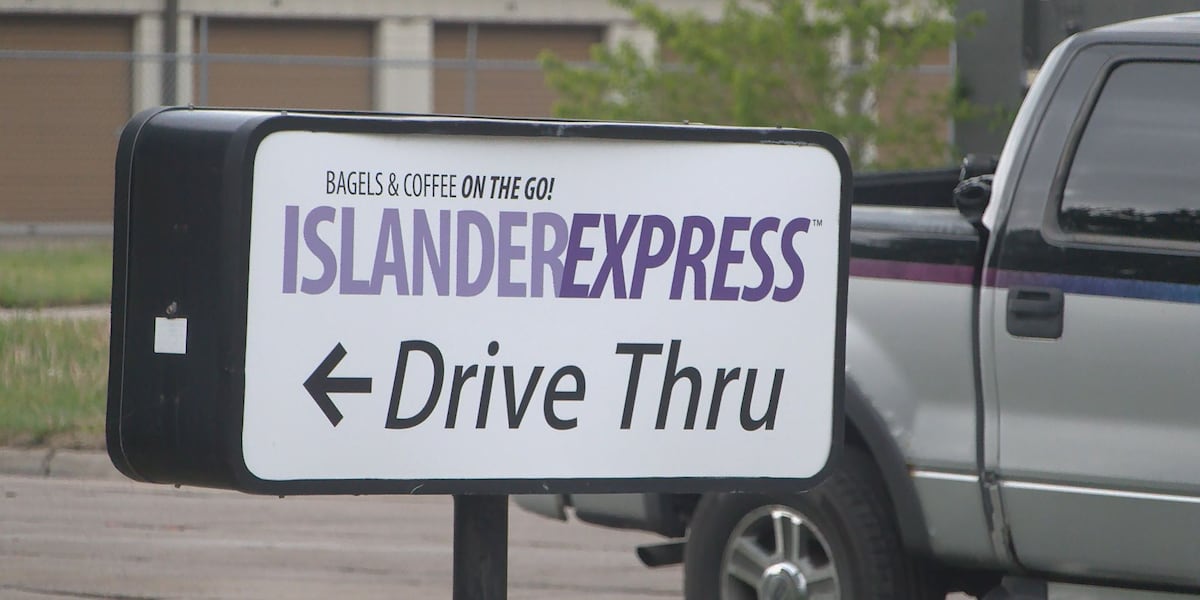 BAGELS & COFFEE ON THE GO!
ISLANDEREXPRESS™
← Drive Thru